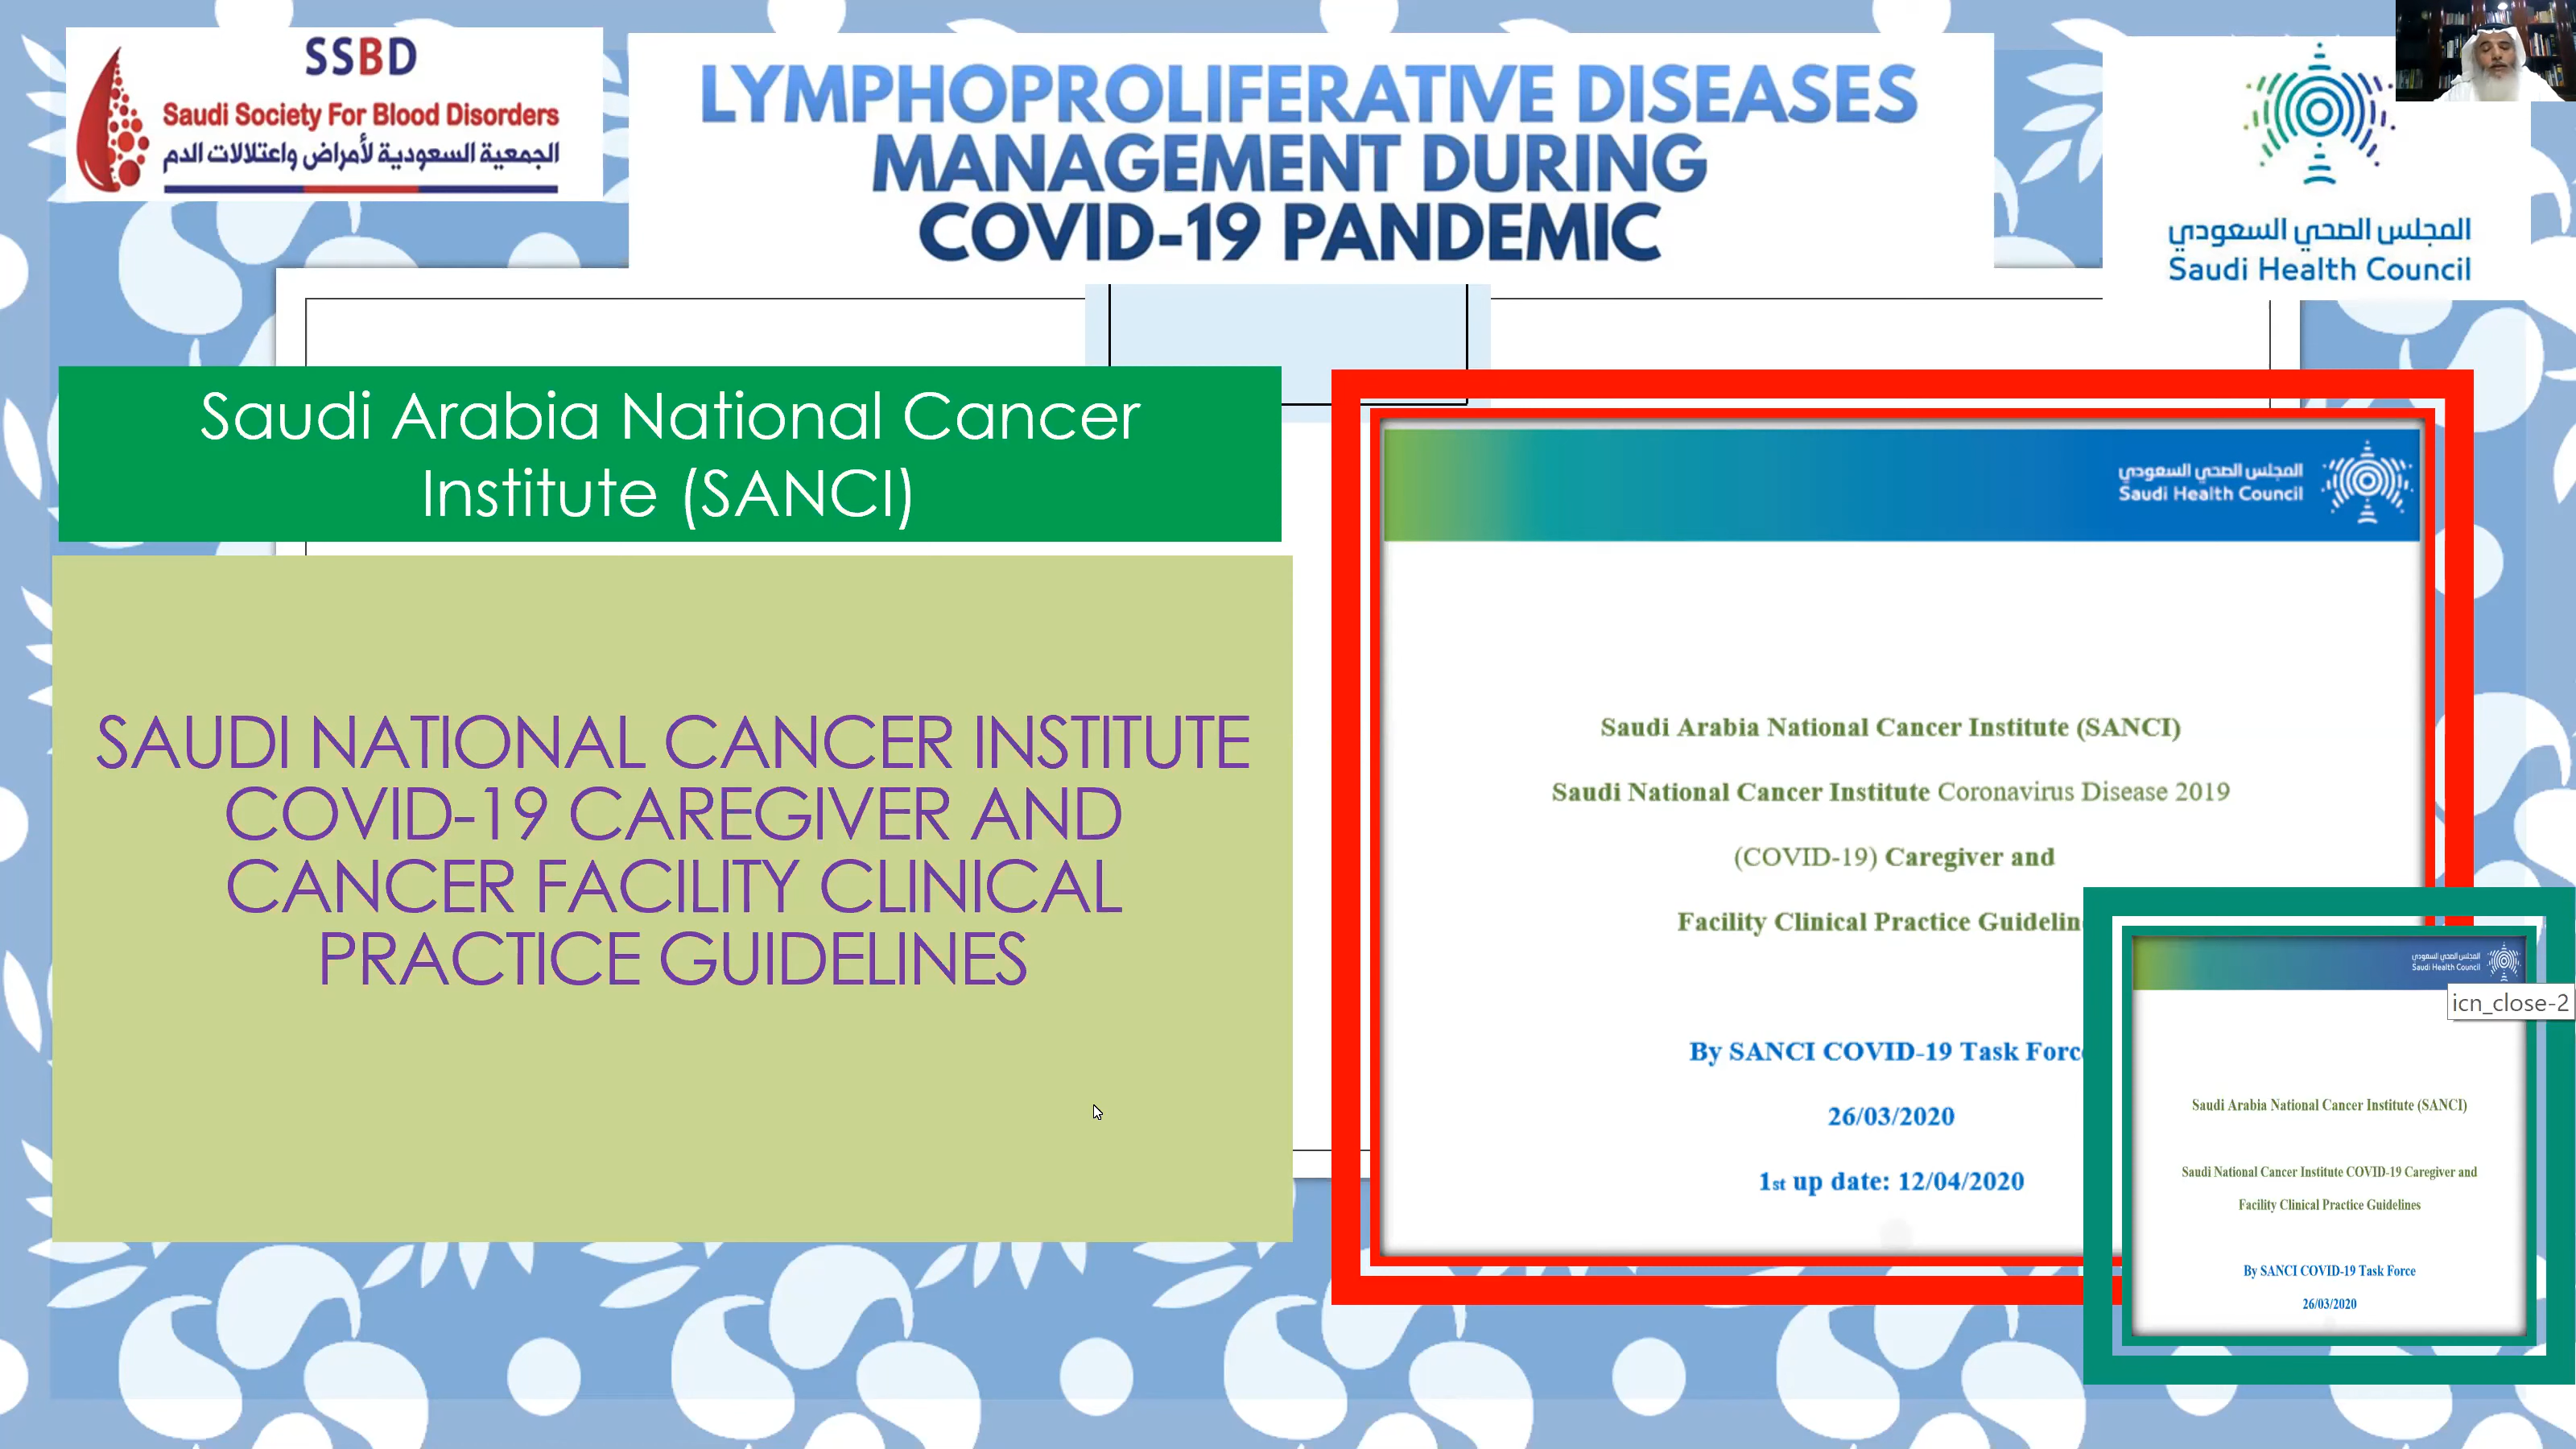 SSBD
Saudi Society For Blood Disorders
الجمعية السعودية لأمراض واعتلالات الدم
LYMPHOPROLIFERATIVE DISEASES
MANAGEMENT DURING
COVID-19 PANDEMIC
المجلس الصحي السعودي
Saudi Health Council
Saudi Arabia National Cancer
Institute (SANCI)
SAUDI NATIONAL CANCER INSTITUTE
COVID-19 CAREGIVER AND
CANCER FACILITY CLINICAL
PRACTICE GUIDELINES
المجلس الصحي السعودي
Saudi Health Council
Saudi Arabia National Cancer Institute (SANCI)
Saudi National Cancer Institute Coronavirus Disease 2019
(COVID-19) Caregiver and
Facility Clinical Practice Guidelin
By SANCI COVID-19 Task Forc
26/03/2020
1st up date: 12/04/2020
المجلس الصحي السعودي
Saudi Health Council
icn_close-2
Saudi Arabia National Cancer Institute (SANCI)
Saudi National Cancer Institute COVID-19 Caregiver and
Facility Clinical Practice Guidelines
By SANCI COVID-19 Task Force
26/03/2020